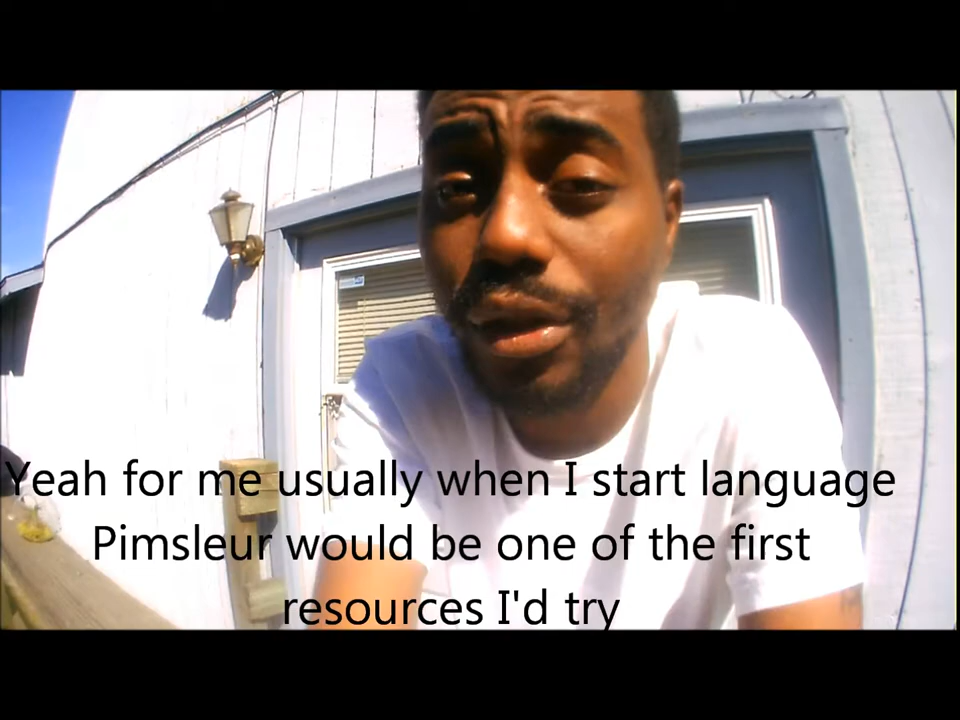 Yeah for me usually when I start language
Pimsleur would be one of the first
resources I'd try